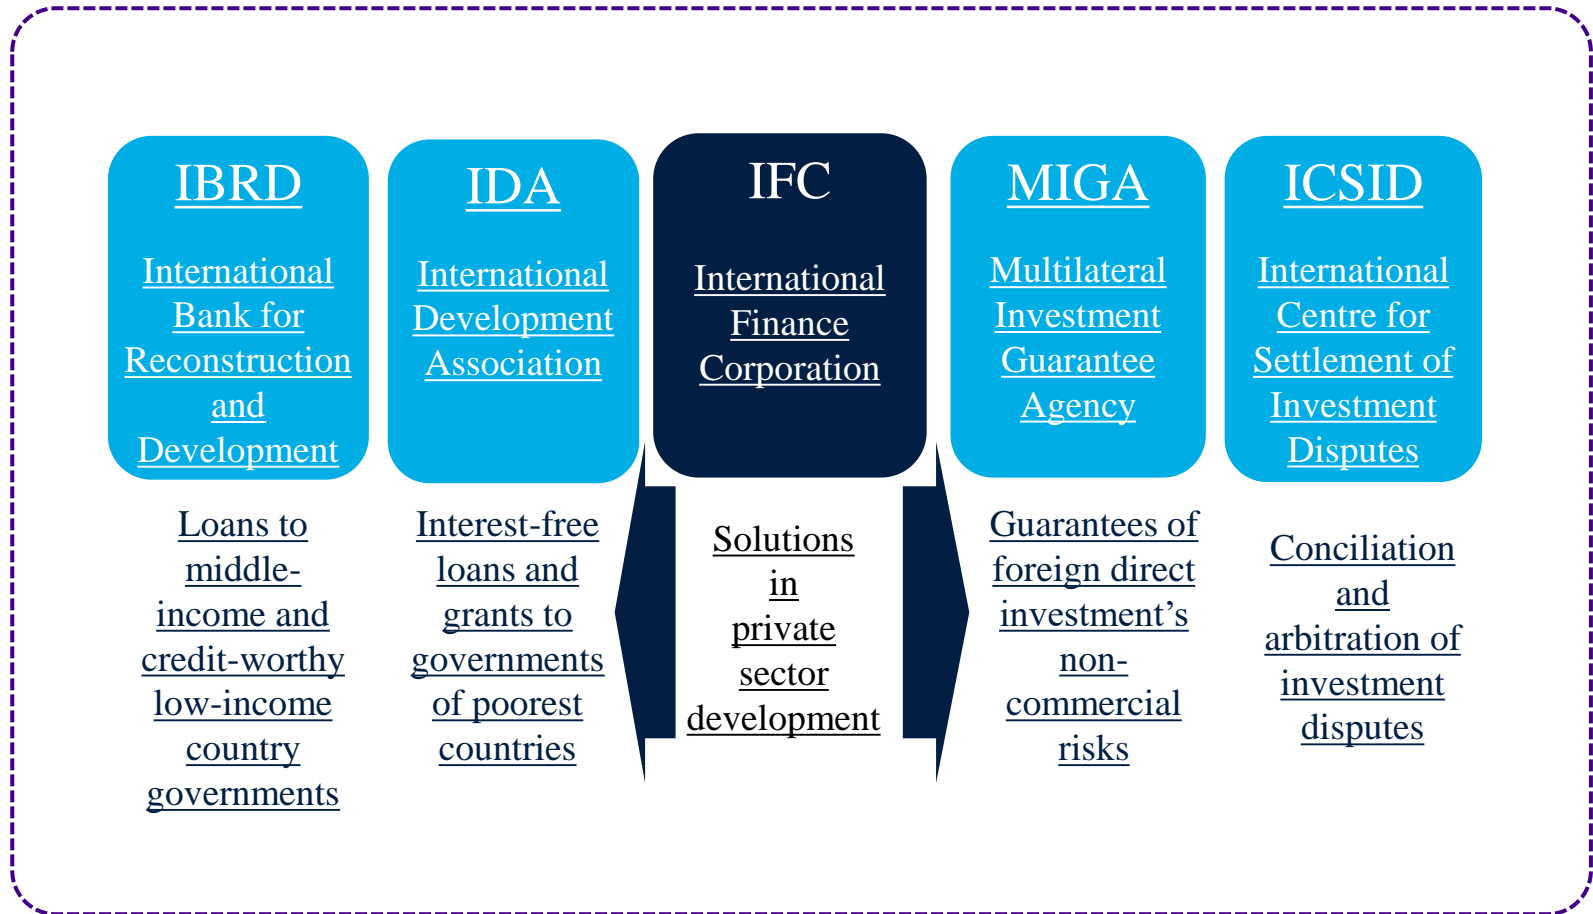 IBRD
International
Bank for
Reconstruction
and
Development
IDA
International
Development
Association
IFC
International
Finance
Corporation
MIGA
Multilateral
Investment
Guarantee
Agency
ICSID
International
Centre for
Settlement of
Investment
Disputes
Loans to
middle-
income and
credit-worthy
low-income
country
governments
Interest-free
loans and
grants to
governments
of poorest
countries
Solutions
in
private
sector
development
Guarantees of
foreign direct
investment’s
non-
commercial
risks
Conciliation
and
arbitration of
investment
disputes